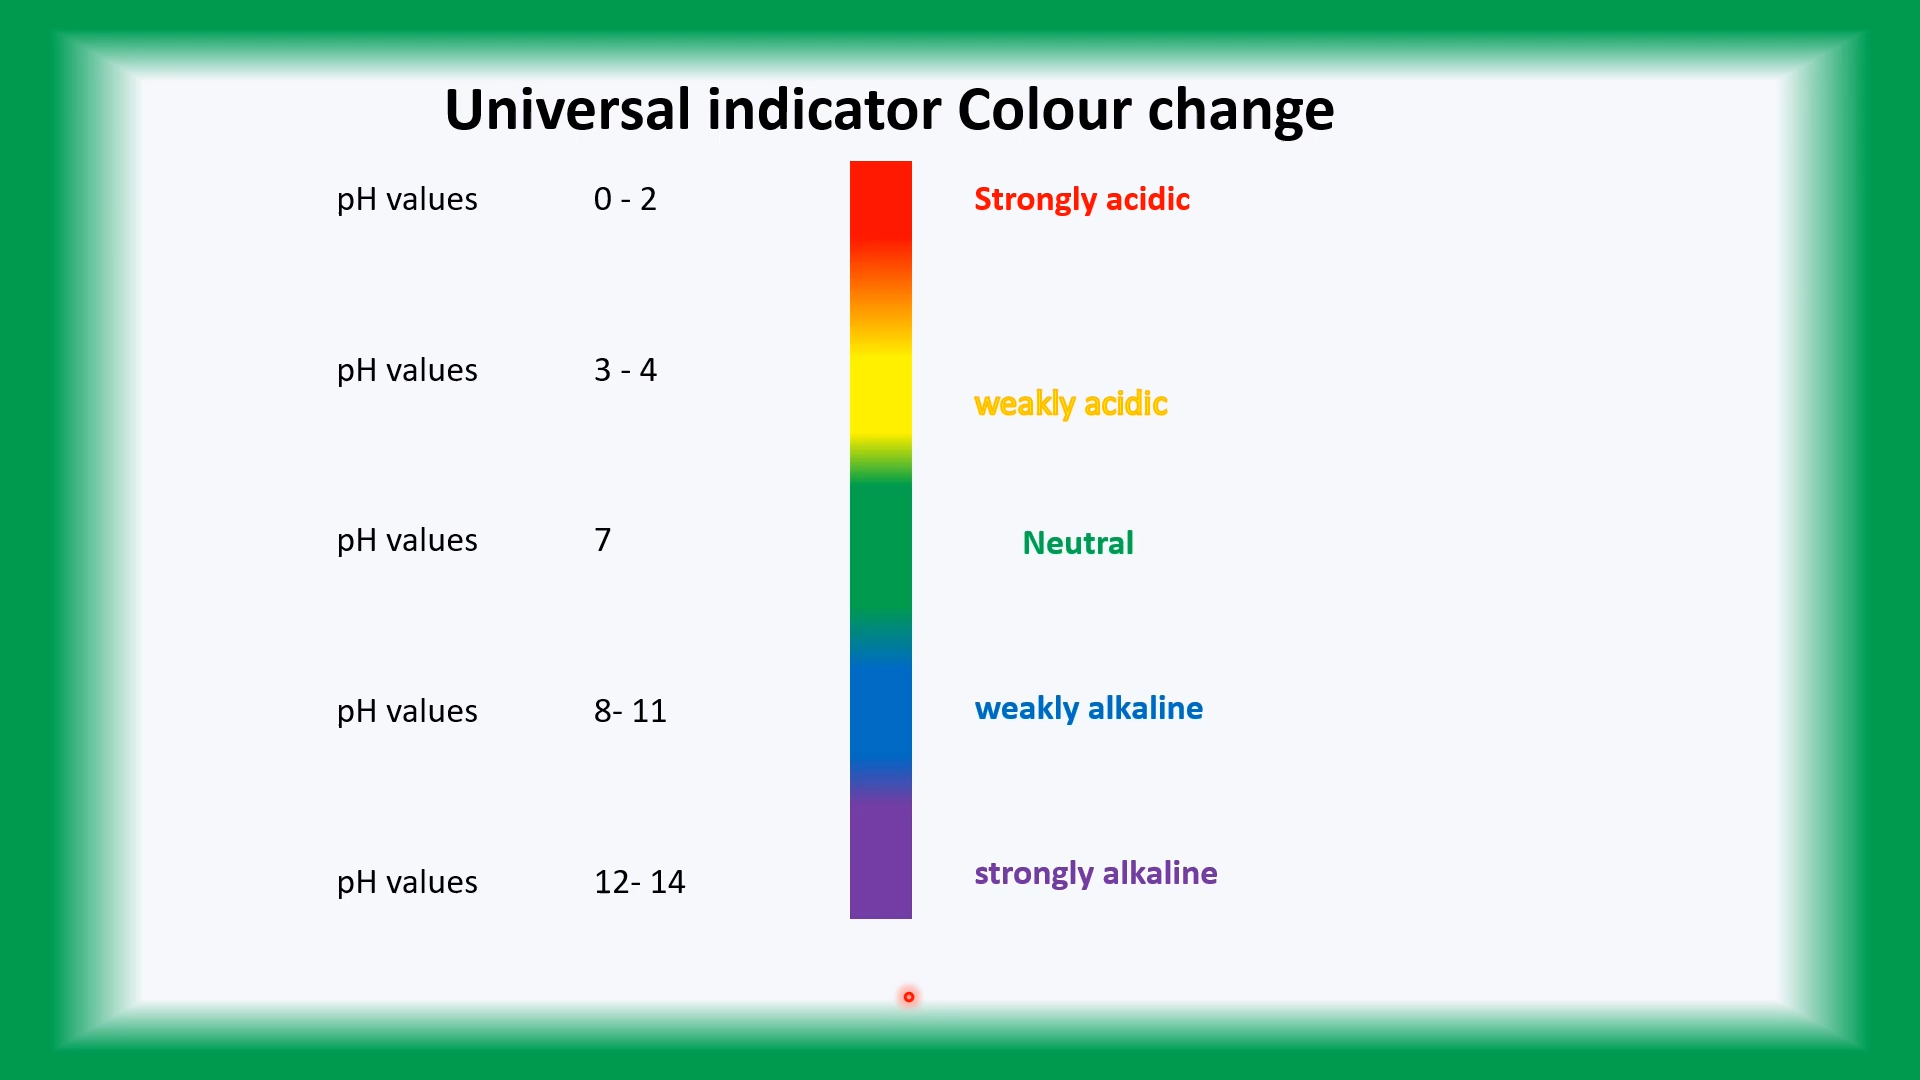 Universal indicator Colour change
pH values 0 - 2 Strongly acidic
pH values 3 - 4 weakly acidic
pH values 7 Neutral
pH values 8- 11 weakly alkaline
pH values 12- 14 strongly alkaline